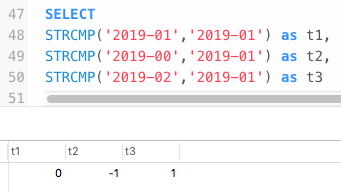 47 SELECT
48 STRCMP('2019-01','2019-01') as t1,
49 STRCMP('2019-00','2019-01') as t2,
50 STRCMP('2019-02','2019-01') as t3
51
t1 t2 t3
0 -1 1